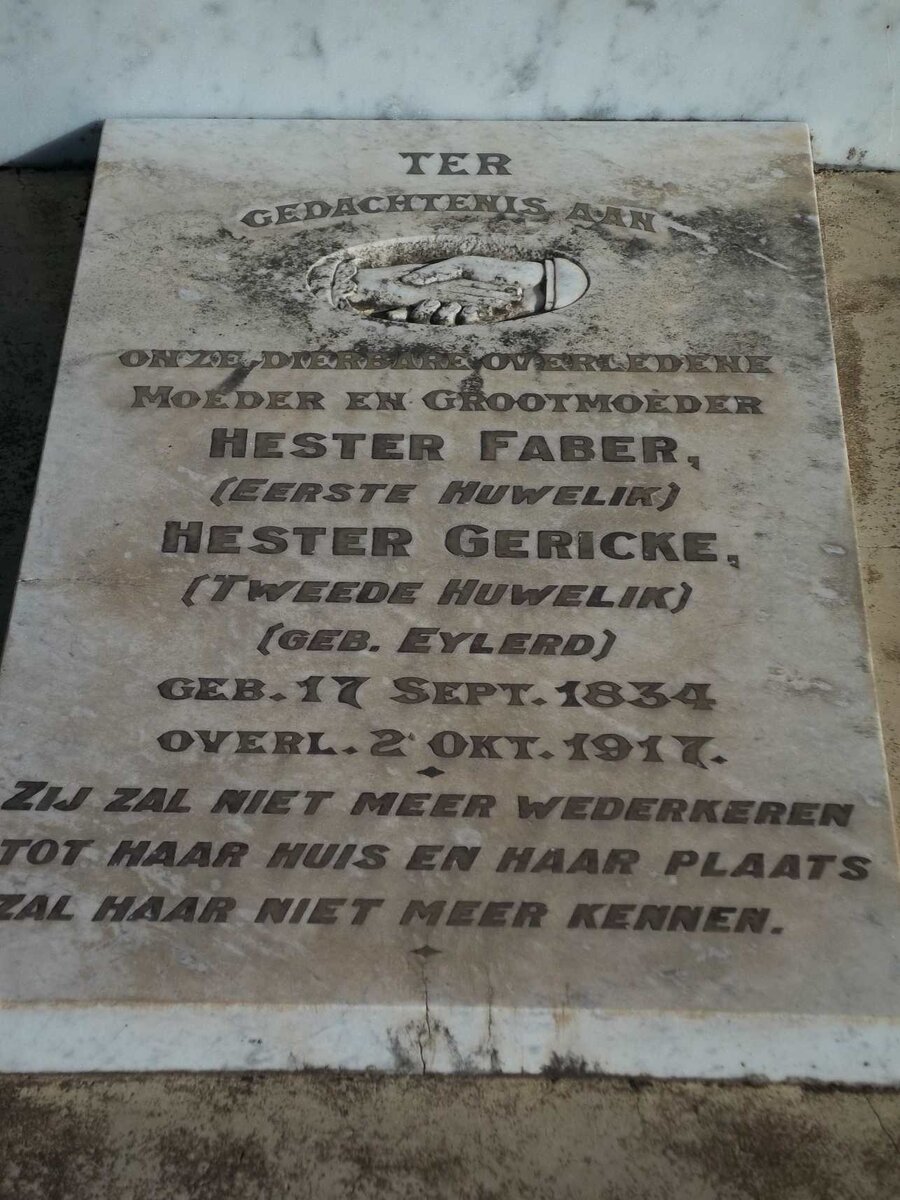 TER
GEDACHTENIS AAN
ONZE DIERBARE OVERLEDENE
MOEDER EN GROOTMOEDER
HESTER FABER,
(EERSTE HUWELIK)
HESTER GERICKE,
(TWEEDE HUWELIK)
(GEB. EYLERD)
GEB. 17 SEPT. 1834
OVERL. 2 OKT. 1917.
ZIJ ZAL NIET MEER WEDERKEREN
TOT HAAR HUIS EN HAAR PLAATS
ZAL HAAR NIET MEER KENNEN.